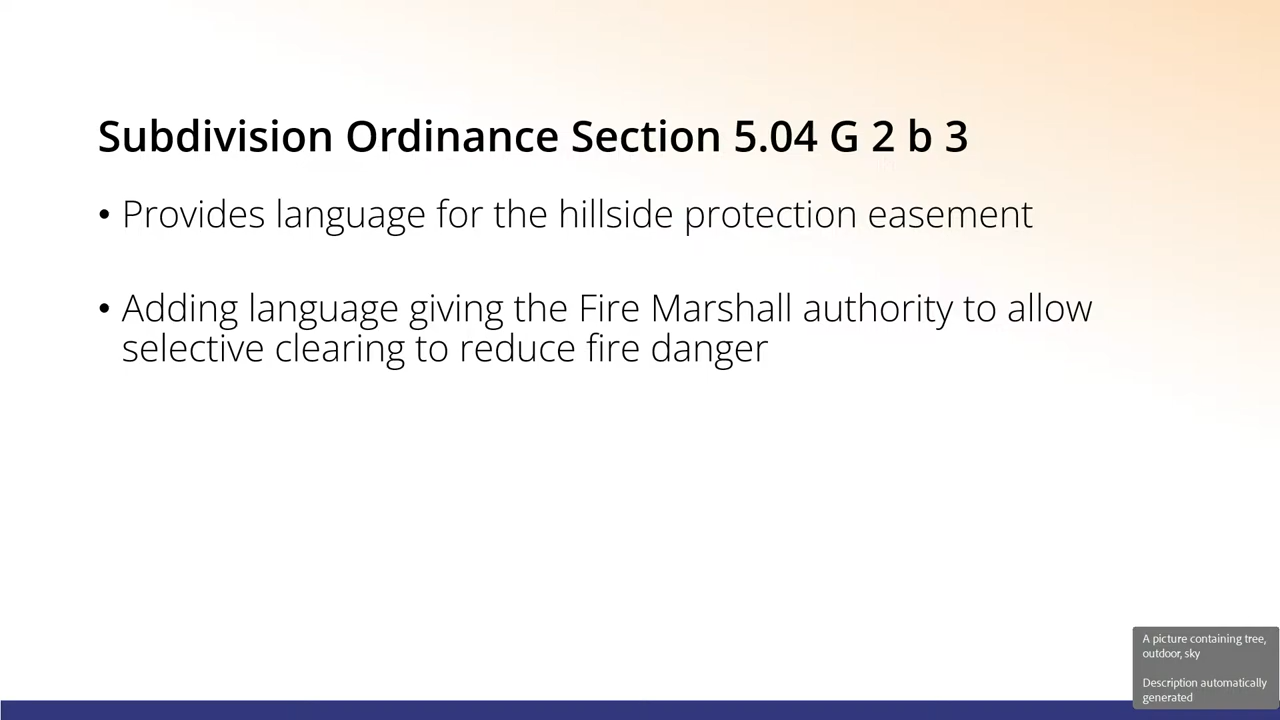 Subdivision Ordinance Section 5.04 G 2 b 3
• Provides language for the hillside protection easement
• Adding language giving the Fire Marshall authority to allow
selective clearing to reduce fire danger
A picture containing tree,
outdoor, sky
Description automatically
generated